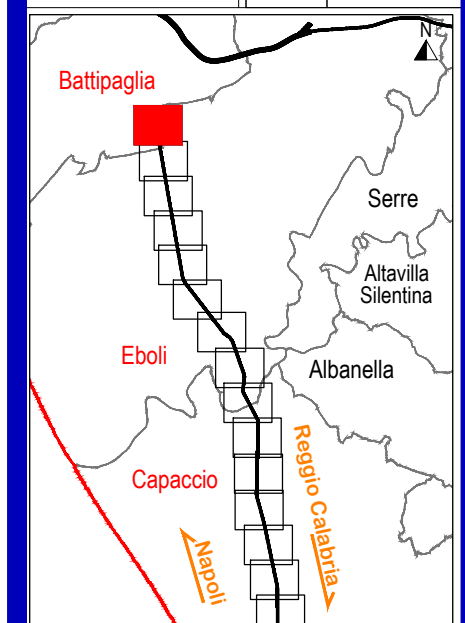 N
Battipaglia
Serre
Altavilla
Silentina
Eboli
Albanella
Capaccio
Reggio Calabria
Napoli